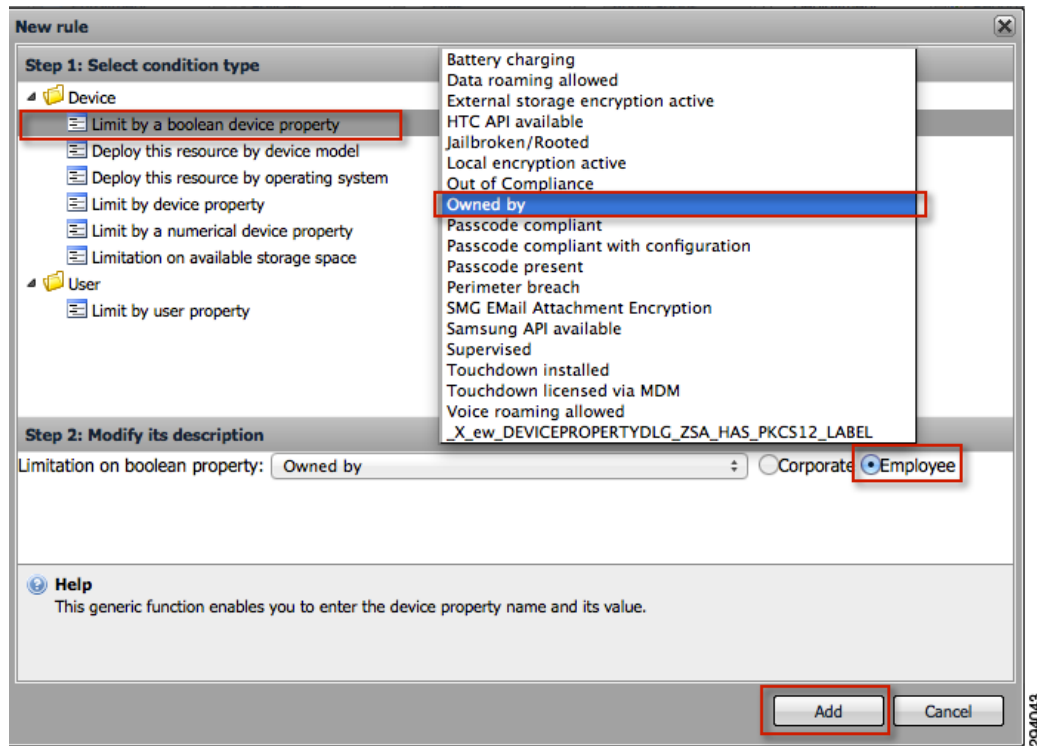 New rule
Step 1: Select condition type
Device
Limit by a boolean device property
Deploy this resource by device model
Deploy this resource by operating system
Limit by device property
Limit by a numerical device property
Limitation on available storage space
User
Limit by user property
Battery charging
Data roaming allowed
External storage encryption active
HTC API available
Jailbroken/Rooted
Local encryption active
Out of Compliance
Owned by
Passcode compliant
Passcode compliant with configuration
Passcode present
Perimeter breach
SMG EMail Attachment Encryption
Samsung API available
Supervised
Touchdown installed
Touchdown licensed via MDM
Voice roaming allowed
_X_ew_DEVICEPROPERTYDLG_ZSA_HAS_PKCS12_LABEL
Step 2: Modify its description
Limitation on boolean property: Owned by Corporate Employee
Help
This generic function enables you to enter the device property name and its value.
Add Cancel
294043